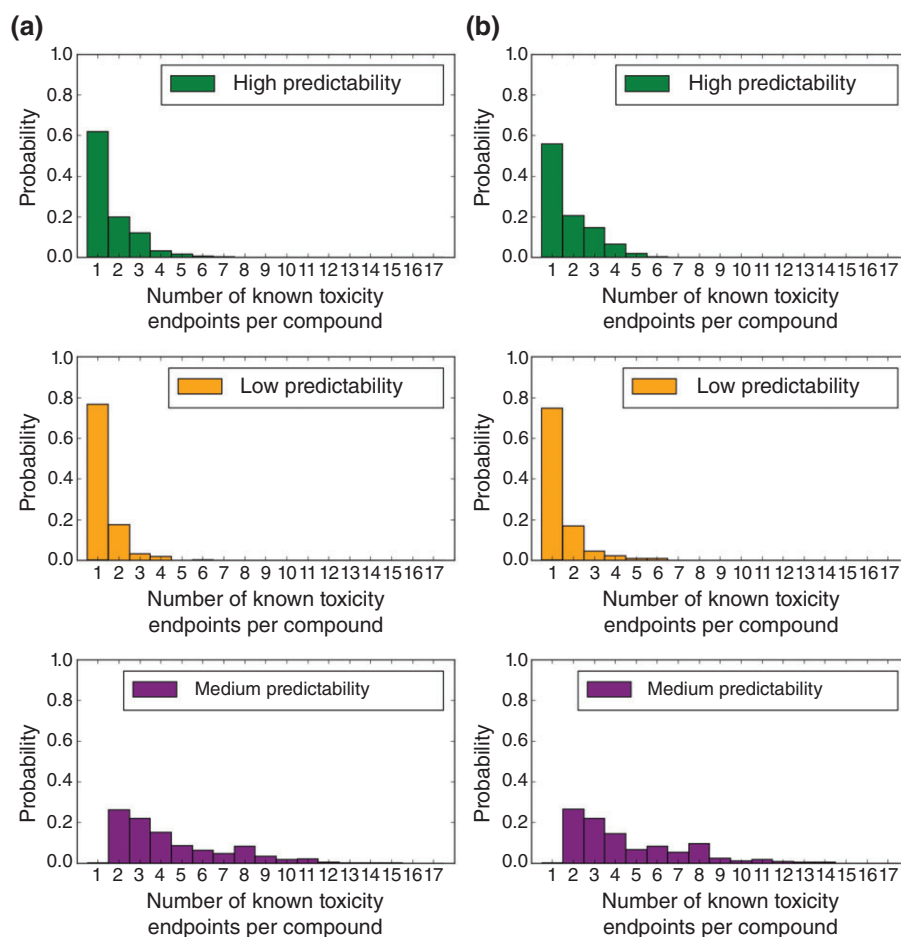 (a)
High predictability
1.0
0.8
0.6
0.4
0.2
0.0
Probability
1 2 3 4 5 6 7 8 9 10 11 12 13 14 15 16 17
Number of known toxicity
endpoints per compound
Low predictability
1.0
0.8
0.4
0.4
0.2
0.0
Probability
1 2 3 4 5 6 7 8 9 10 11 12 13 14 15 16 17
Number of known toxicity
endpoints per compound
Medium predictability
1.0
0.8
0.6
0.4
0.2
0.0
Probability
1 2 3 4 5 6 7 8 9 10 11 12 13 14 15 16 17
Number of known toxicity
endpoints per compound
(b)
High predictability
1.0
0.8
0.6
0.4
0.2
0.0
Probability
1 2 3 4 5 6 7 8 9 10 11 12 13 14 15 16 17
Number of known toxicity
endpoints per compound
Low predictability
1.0
0.8
0.4
0.4
0.2
0.0
Probability
1 2 3 4 5 6 7 8 9 10 11 12 13 14 15 16 17
Number of known toxicity
endpoints per compound
Medium predictability
1.0
0.8
0.6
0.4
0.2
0.0
Probability
1 2 3 4 5 6 7 8 9 10 11 12 13 14 15 16 17
Number of known toxicity
endpoints per compound